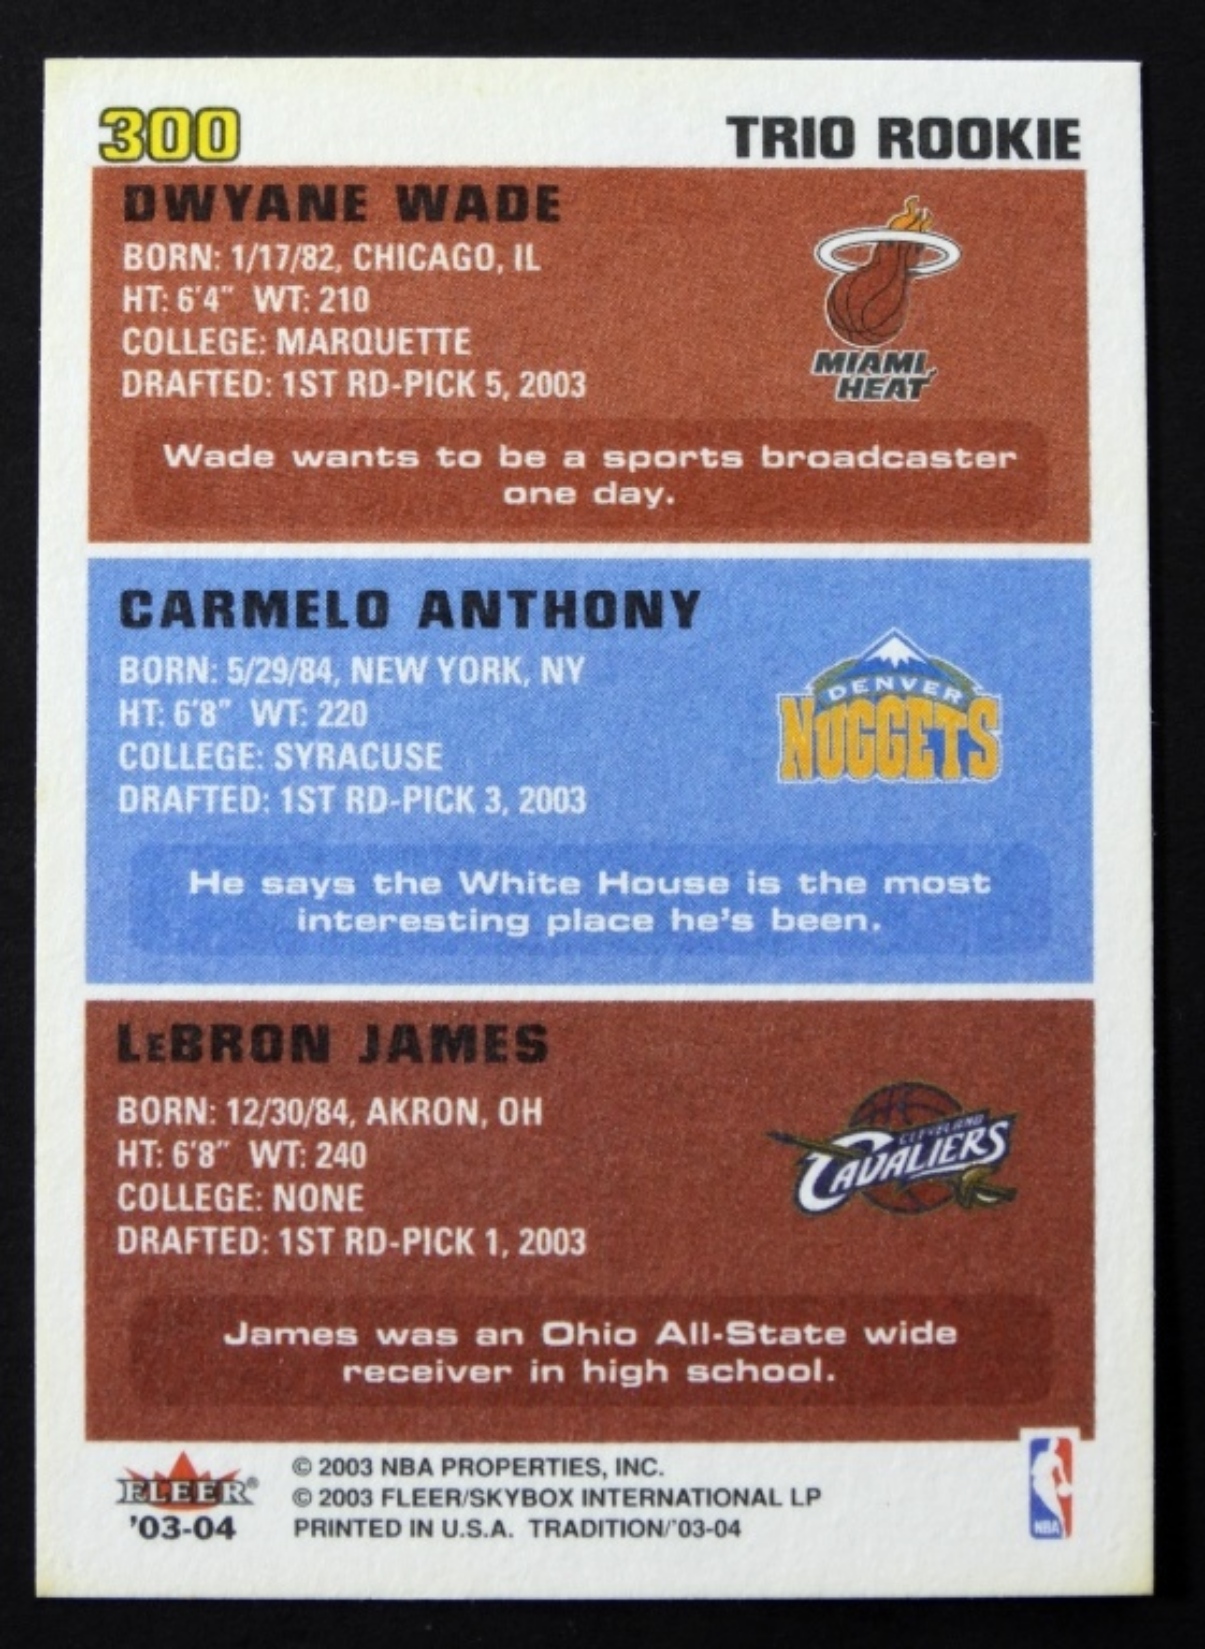 300
TRIO ROOKIE
DWYANE WADE
BORN: 1/17/82, CHICAGO, IL
HT: 6'4" WT: 210
COLLEGE: MARQUETTE
DRAFTED: 1ST RD-PICK 5, 2003
MIAMI
HEAT
Wade wants to be a sports broadcaster
one day.
CARMELO ANTHONY
BORN: 5/29/84, NEW YORK, NY
HT: 6'8" WT: 220
COLLEGE: SYRACUSE
DRAFTED: 1ST RD-PICK 3, 2003
DENVER
NUGGETS
He says the White House is the most
interesting place he's been.
LeBRON JAMES
BORN: 12/30/84, AKRON, OH
HT: 6'8" WT: 240
COLLEGE: NONE
DRAFTED: 1ST RD-PICK 1, 2003
CLEVELAND
CAVALIERS
James was an Ohio All-State wide
receiver in high school.
FLEER®
'03-04
© 2003 NBA PROPERTIES, INC.
© 2003 FLEER/SKYBOX INTERNATIONAL LP
PRINTED IN U.S.A. TRADITION/'03-04
NBA